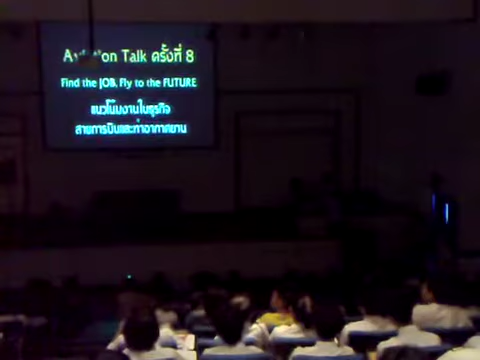 Aviation Talk ครั้งที่ 8
Find the JOB, Fly to the FUTURE
แนวโน้มงานในธุรกิจ
สายการบินและท่าอากาศยาน